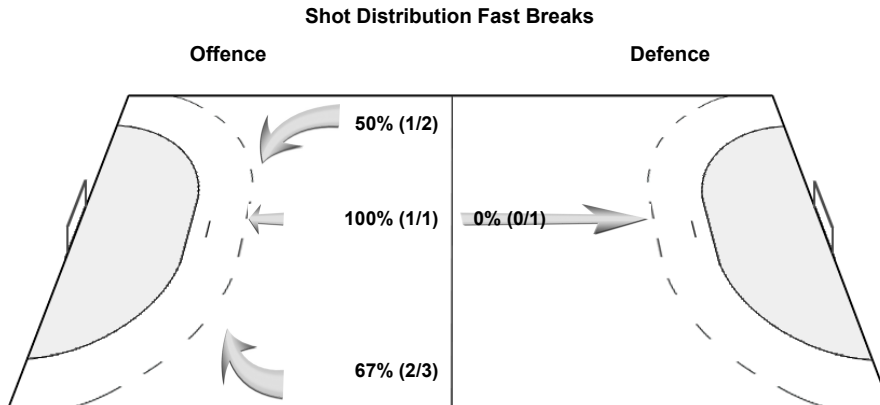 Shot Distribution Fast Breaks
Offence Defence
50% (1/2)
100% (1/1) 0% (0/1)
67% (2/3)